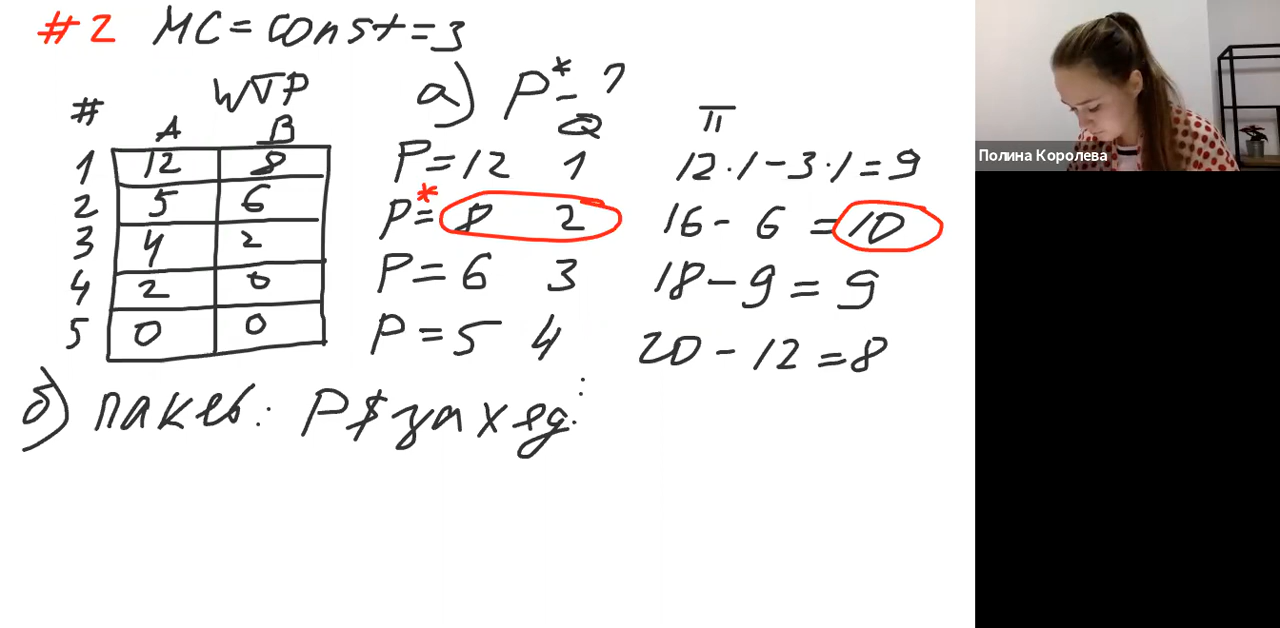 #2 MC = const = 3
WTP
# A B
1 12 8
2 5 6
3 4 2
4 2 0
5 0 0
а) P* - ?
Q π
P = 12 1 12·1 - 3·1 = 9
P* = 8 2 16 - 6 = 10
P = 6 3 18 - 9 = 9
P = 5 4 20 - 12 = 8
б) пакеты: P $ за x ед.:
Полина Королева